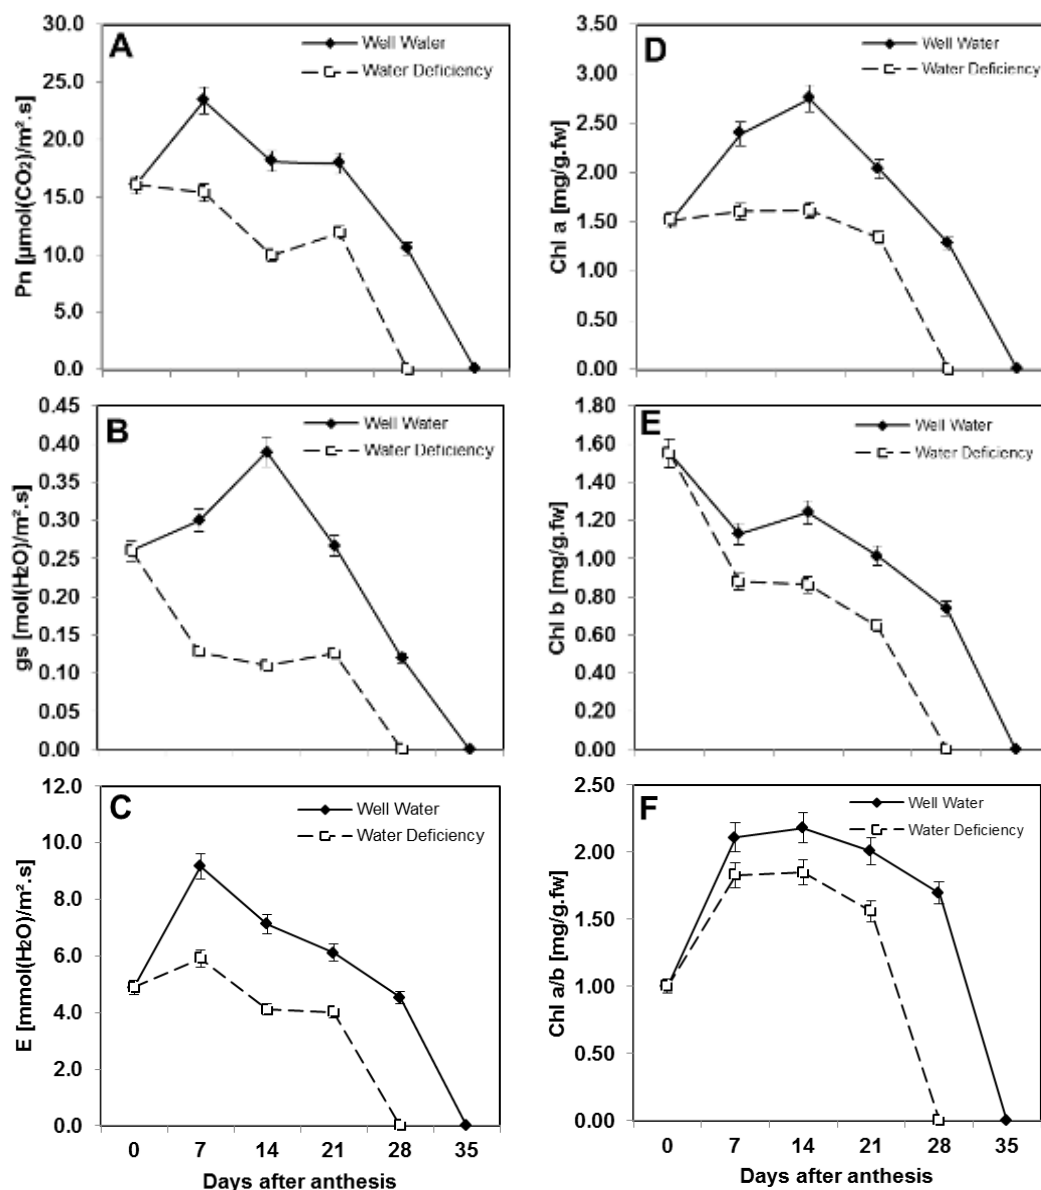 A
Well Water
Water Deficiency
30.0
25.0
20.0
15.0
10.0
5.0
0.0
Pn [µmol(CO₂)/m².s]
D
Well Water
Water Deficiency
3.50
3.00
2.50
2.00
1.50
1.00
0.50
0.00
Chl a [mg/g.fw]
B
Well Water
Water Deficiency
0.45
0.40
0.35
0.30
0.25
0.20
0.15
0.10
0.05
0.00
gs [mol(H₂O)/m².s]
E
Well Water
Water Deficiency
1.80
1.60
1.40
1.20
1.00
0.80
0.60
0.40
0.20
0.00
Chl b [mg/g.fw]
C
Well Water
Water Deficiency
12.0
10.0
8.0
6.0
4.0
2.0
0.0
E [mmol(H₂O)/m².s]
0 7 14 21 28 35
Days after anthesis
F
Well Water
Water Deficiency
2.50
2.00
1.50
1.00
0.50
0.00
Chl a/b [mg/g.fw]
0 7 14 21 28 35
Days after anthesis